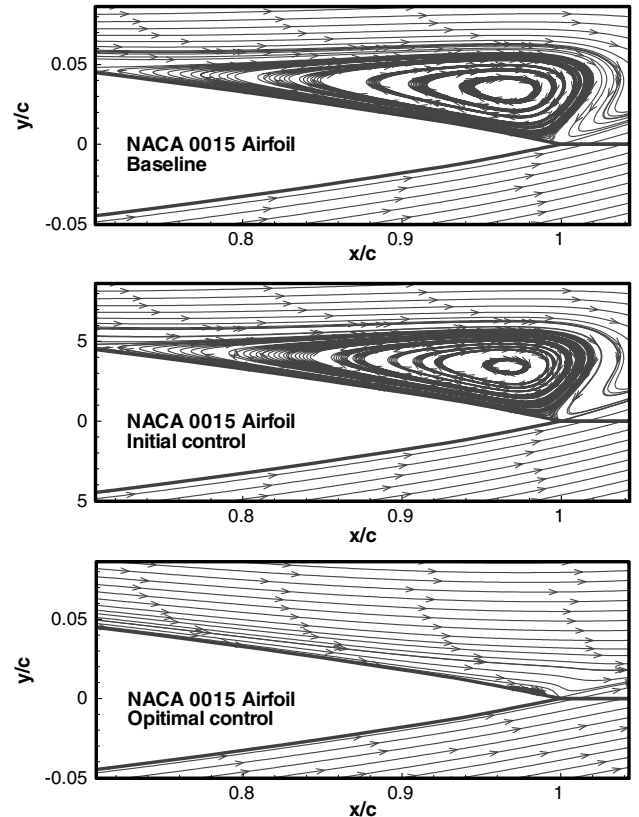 y/c
0.05
0
-0.05
NACA 0015 Airfoil
Baseline
0.8
0.9
1
x/c
5
0
5
NACA 0015 Airfoil
Initial control
0.8
0.9
1
x/c
y/c
0.05
0
-0.05
NACA 0015 Airfoil
Opitimal control
0.8
0.9
1
x/c